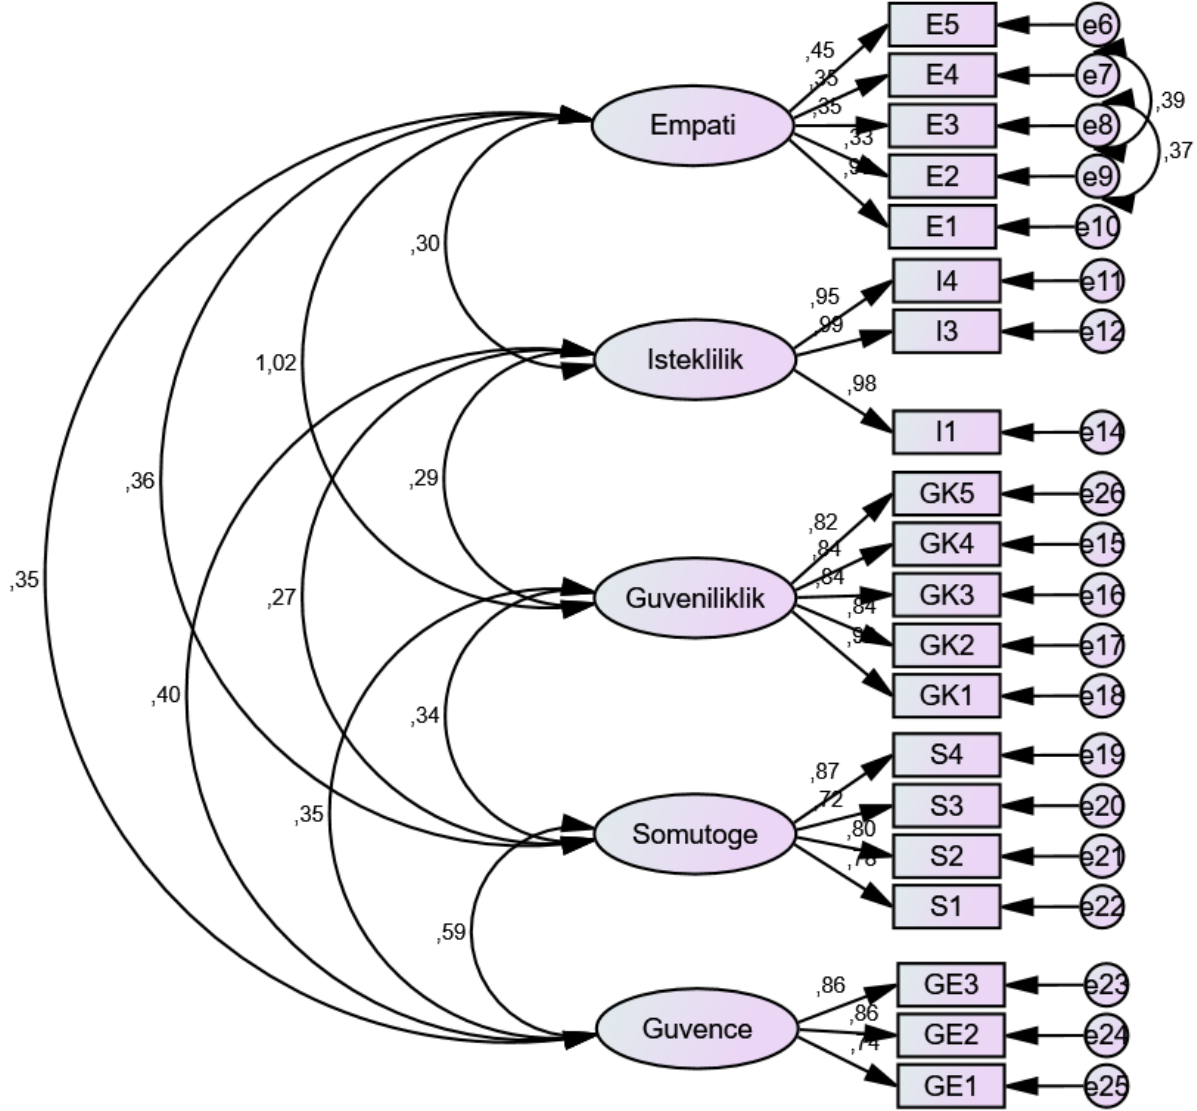 E5
e6
,45
E4
e7
,35
,39
Empati
E3
e8
,35
,33
,37
E2
e9
E1
e10
,30
I4
e11
,95
I3
e12
,99
1,02
Isteklilik
,98
I1
e14
,36
,29
GK5
e26
,82
GK4
e15
,84
,35
,27
Guveniliklik
,84
GK3
e16
,84
GK2
e17
GK1
e18
,40
,34
S4
e19
,87
,72
S3
e20
,35
Somutoge
,80
S2
e21
S1
e22
,59
GE3
e23
,86
Guvence
,86
GE2
e24
,74
GE1
e25